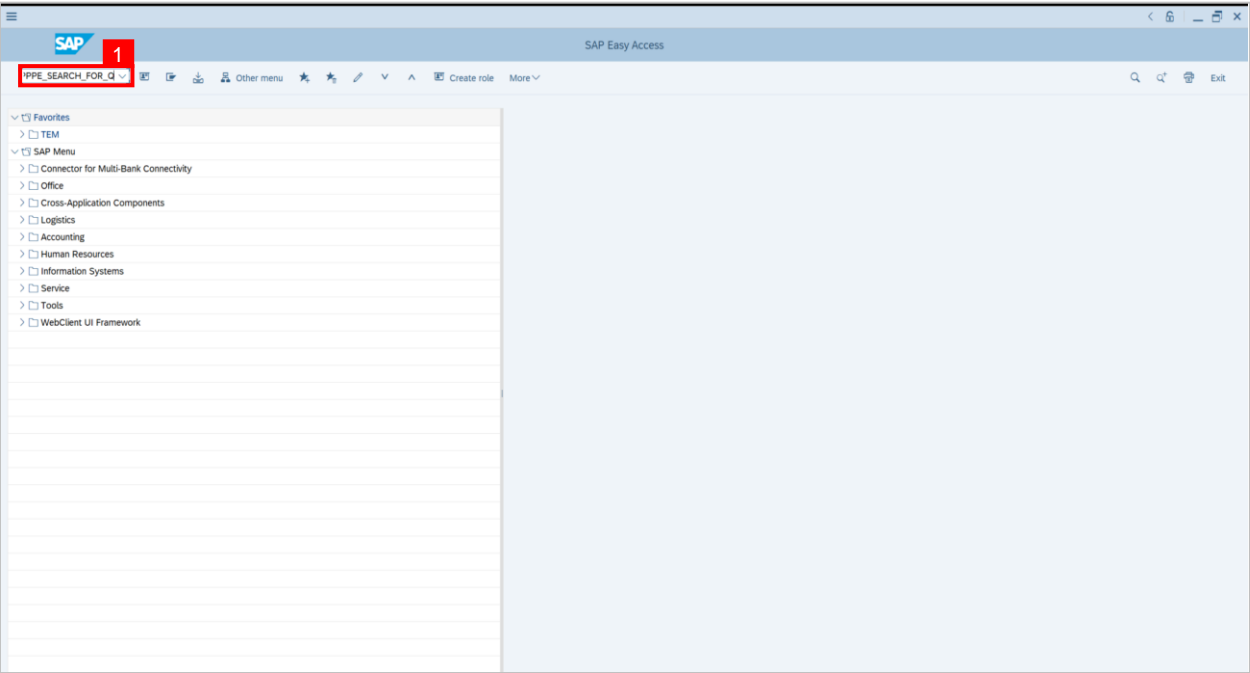 SAP
SAP Easy Access
1
PPE_SEARCH_FOR_Q
Other menu
Create role
More
Exit
Favorites
TEM
SAP Menu
Connector for Multi-Bank Connectivity
Office
Cross-Application Components
Logistics
Accounting
Human Resources
Information Systems
Service
Tools
WebClient UI Framework